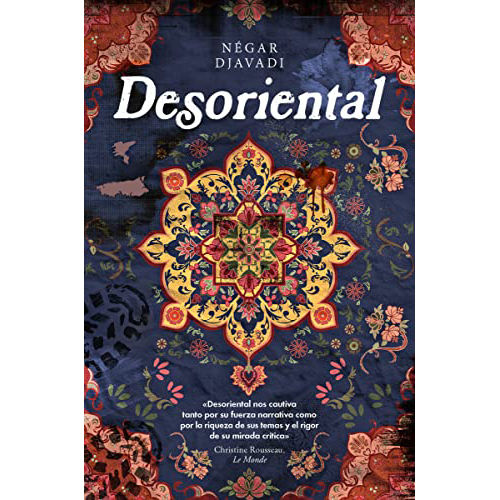 NÉGAR
DJAVADI
Desoriental
«Desoriental nos cautiva
tanto por su fuerza narrativa como
por la riqueza de sus temas y el rigor
de su mirada crítica»
Christine Rousseau,
Le Monde